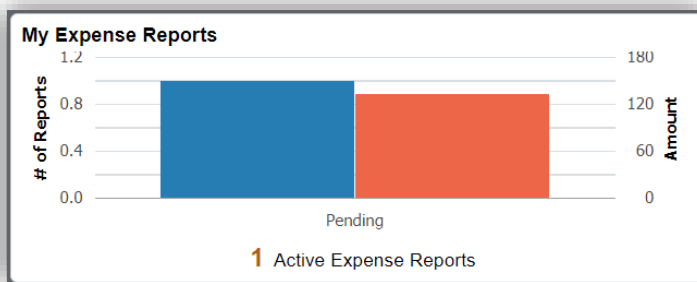 My Expense Reports
1.2
0.8
0.4
0.0
# of Reports
180
120
60
0
Amount
Pending
1 Active Expense Reports